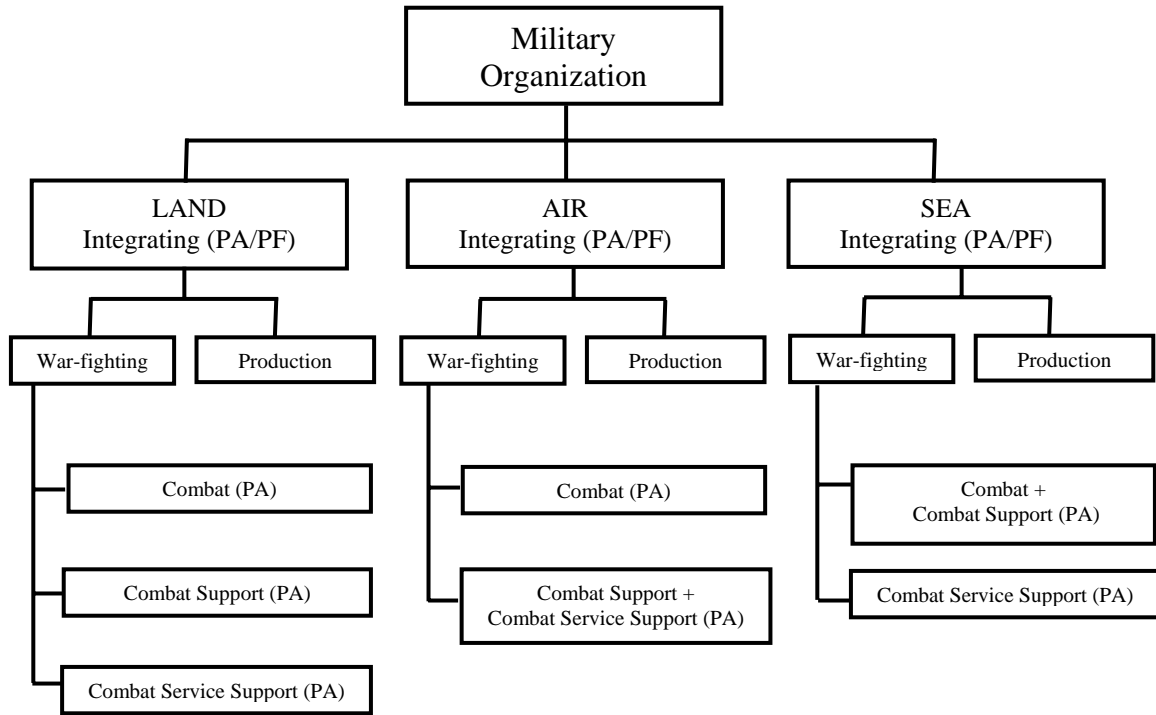 Military
Organization
LAND
Integrating (PA/PF)
AIR
Integrating (PA/PF)
SEA
Integrating (PA/PF)
War-fighting
Production
War-fighting
Production
War-fighting
Production
Combat (PA)
Combat Support (PA)
Combat Service Support (PA)
Combat (PA)
Combat Support +
Combat Service Support (PA)
Combat +
Combat Support (PA)
Combat Service Support (PA)